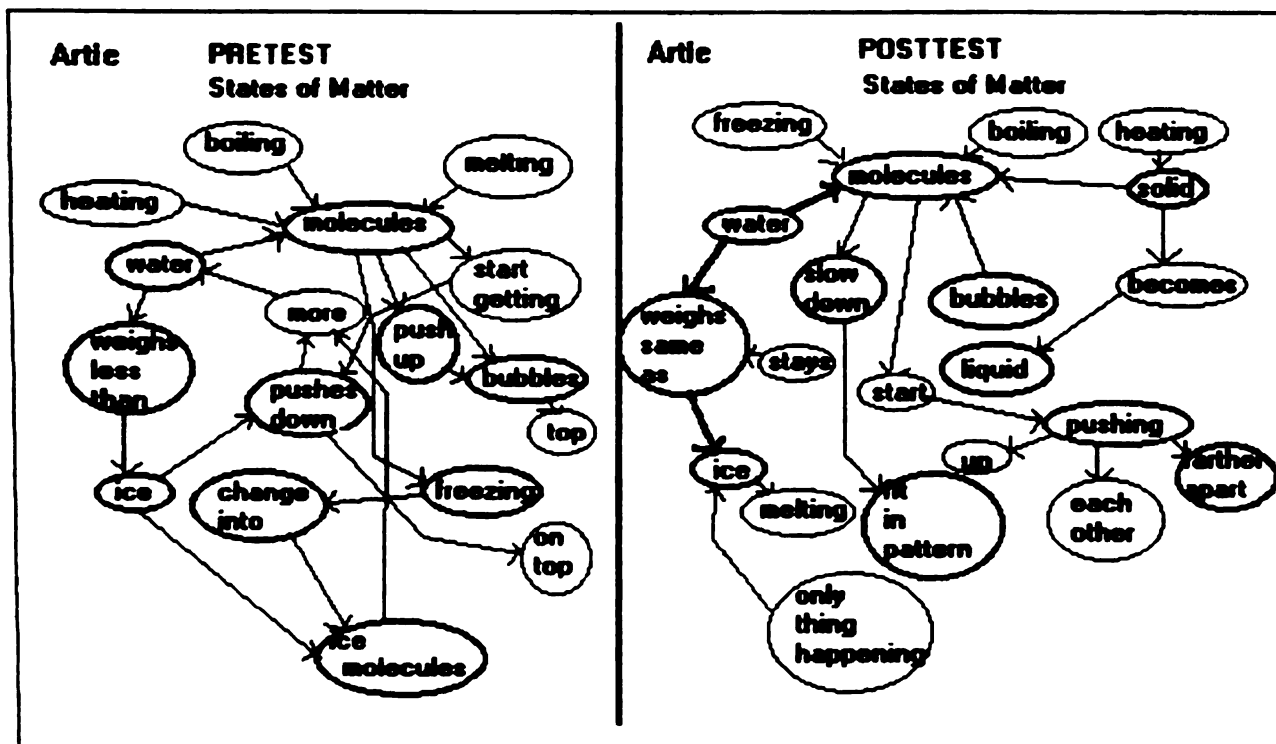 Artie
PRETEST
States of Matter
boiling
melting
heating
molecules
water
start
getting
more
push
up
weighs
less
than
pushes
down
bubbles
top
ice
change
into
freezing
on
top
ice
molecules
Artie
POSTTEST
States of Matter
freezing
boiling
heating
molecules
solid
water
slow
down
bubbles
becomes
weighs
same
as
stays
liquid
start
pushing
up
farther
apart
ice
melting
fit
in
pattern
each
other
only
thing
happening